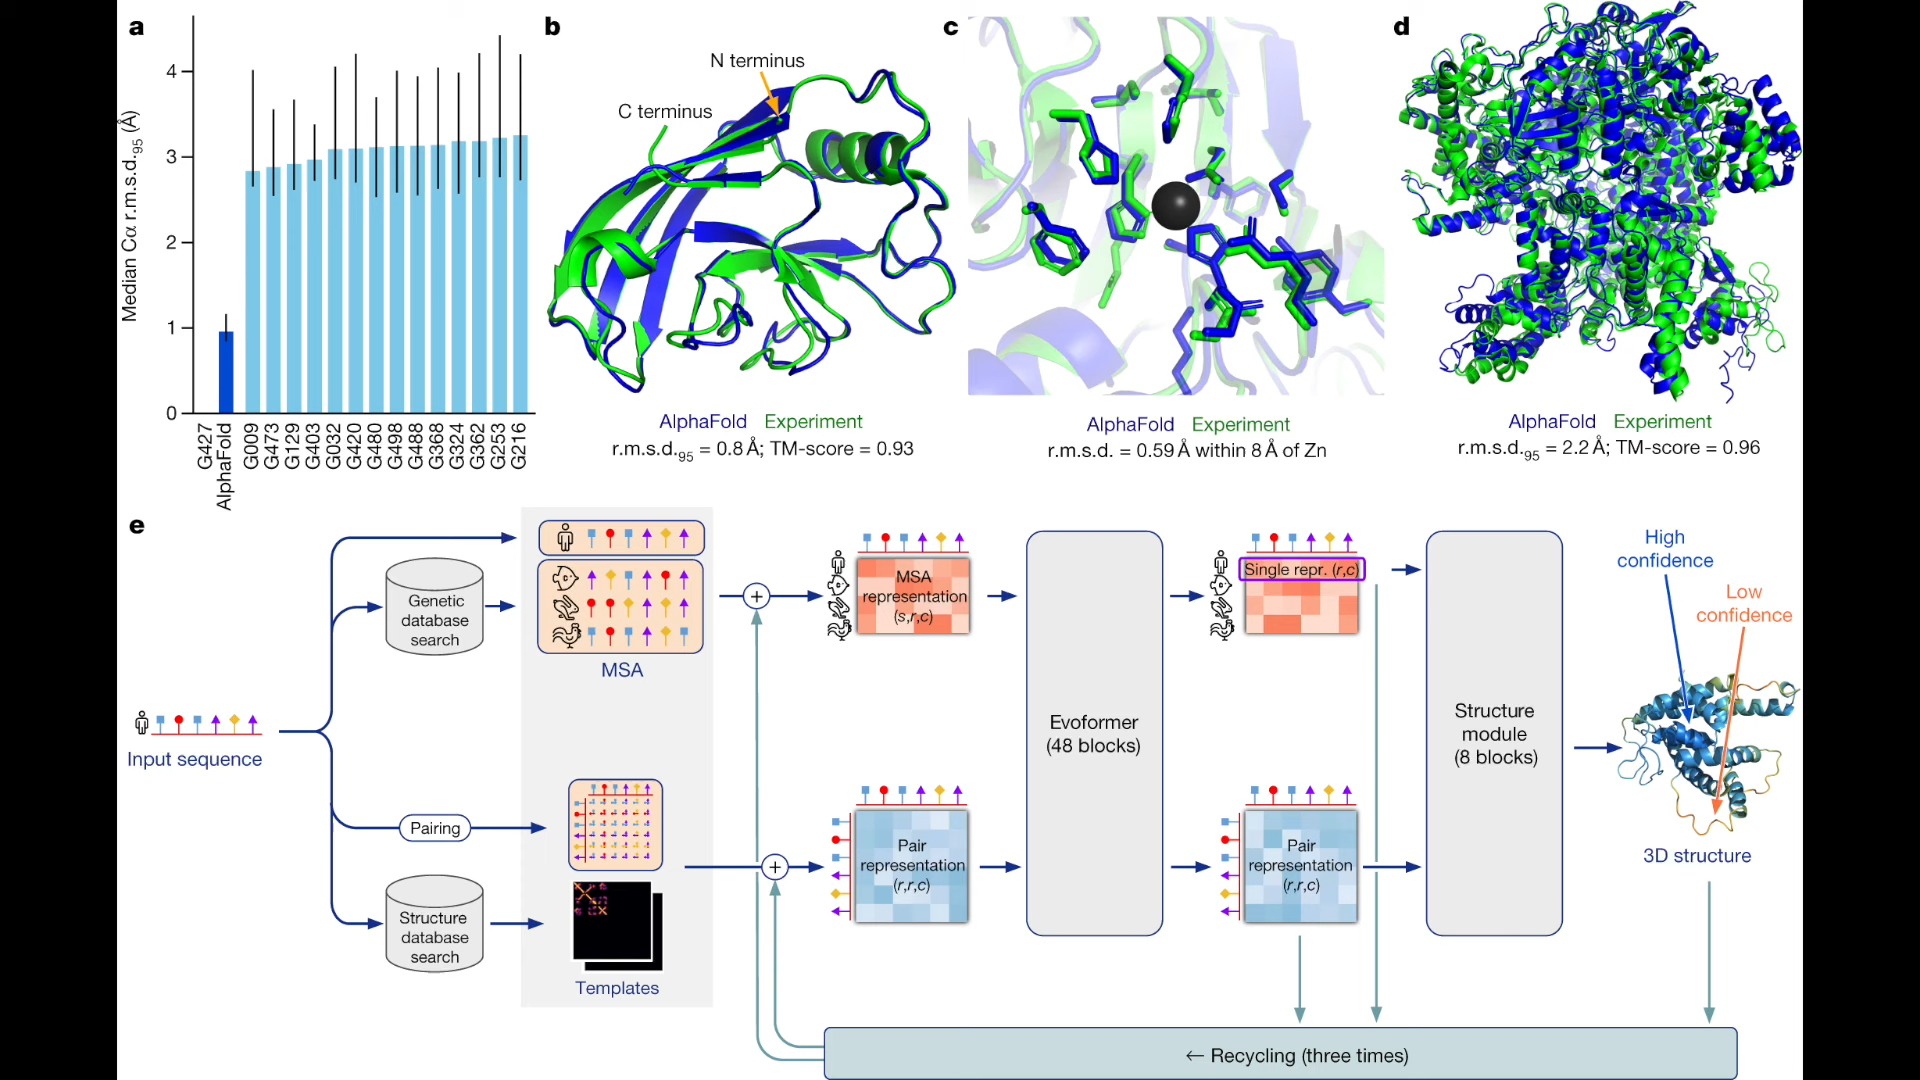 a
Median Cα r.m.s.d.95 (Å)
4
3
2
1
0
G427
AlphaFold
G009
G473
G129
G403
G032
G420
G480
G498
G488
G368
G324
G362
G253
G216
b
N terminus
C terminus
AlphaFold Experiment
r.m.s.d.95 = 0.8 Å; TM-score = 0.93
c
AlphaFold Experiment
r.m.s.d. = 0.59 Å within 8 Å of Zn
d
AlphaFold Experiment
r.m.s.d.95 = 2.2 Å; TM-score = 0.96
e
Input sequence
Genetic
database
search
Pairing
Structure
database
search
MSA
Templates
+
+
MSA
representation
(s,r,c)
Pair
representation
(r,r,c)
Evoformer
(48 blocks)
Single repr. (r,c)
Pair
representation
(r,r,c)
Structure
module
(8 blocks)
High
confidence
Low
confidence
3D structure
← Recycling (three times)